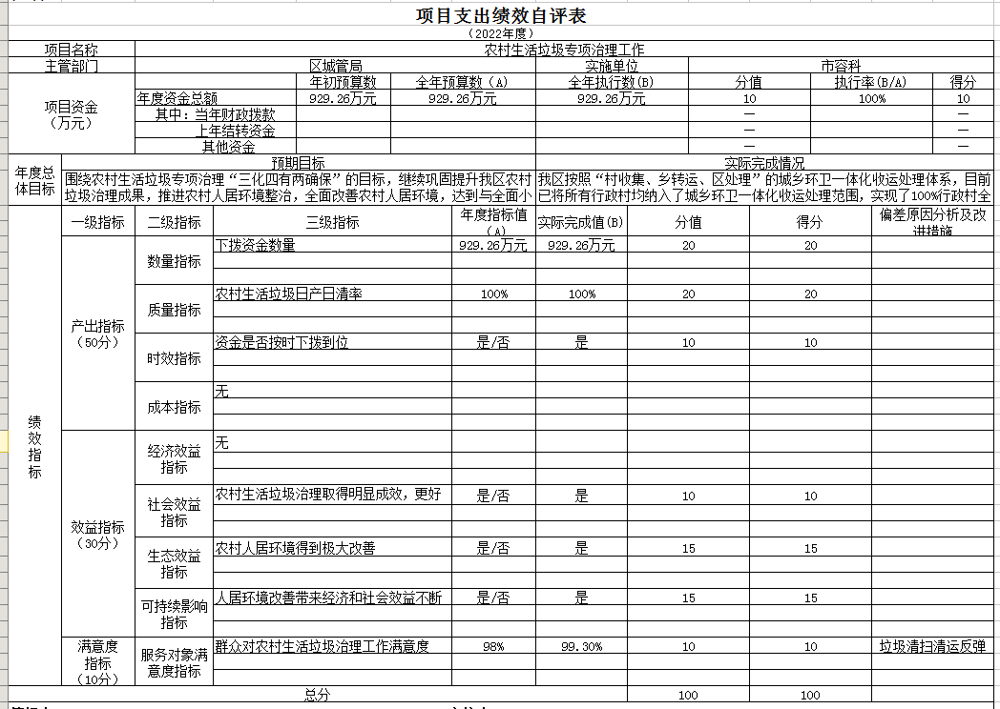 项目支出绩效自评表
（2022年度）
项目名称 农村生活垃圾专项治理工作
主管部门 区城管局 实施单位 市容科
项目资金（万元） 年初预算数 全年预算数（A） 全年执行数(B) 分值 执行率(B/A) 得分
年度资金总额 929.26万元 929.26万元 929.26万元 10 100% 10
其中：当年财政拨款 — —
上年结转资金 — —
其他资金 — —
年度总体目标 预期目标 实际完成情况
围绕农村生活垃圾专项治理“三化四有两确保”的目标，继续巩固提升我区农村 我区按照“村收集、乡转运、区处理”的城乡环卫一体化收运处理体系，目前
垃圾治理成果，推进农村人居环境整治，全面改善农村人居环境，达到与全面小 已将所有行政村均纳入了城乡环卫一体化收运处理范围，实现了100%行政村全
绩效指标 一级指标 二级指标 三级指标 年度指标值（A） 实际完成值(B) 分值 得分 偏差原因分析及改进措施
产出指标（50分） 数量指标 下拨资金数量 929.26万元 929.26万元 20 20
质量指标 农村生活垃圾日产日清率 100% 100% 20 20
时效指标 资金是否按时下拨到位 是/否 是 10 10
成本指标 无
效益指标（30分） 经济效益指标 无
社会效益指标 农村生活垃圾治理取得明显成效，更好 是/否 是 10 10
生态效益指标 农村人居环境得到极大改善 是/否 是 15 15
可持续影响指标 人居环境改善带来经济和社会效益不断 是/否 是 15 15
满意度指标（10分） 服务对象满意度指标 群众对农村生活垃圾治理工作满意度 98% 99.30% 10 10 垃圾清扫清运反弹
总分 100 100